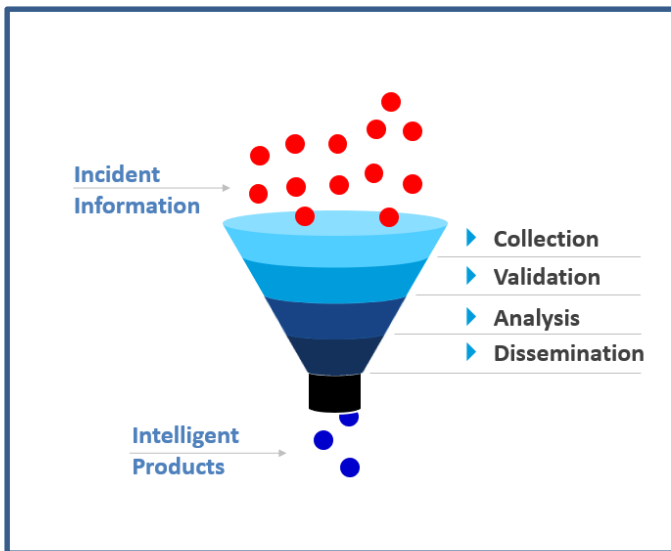 Incident
Information
Collection
Validation
Analysis
Dissemination
Intelligent
Products